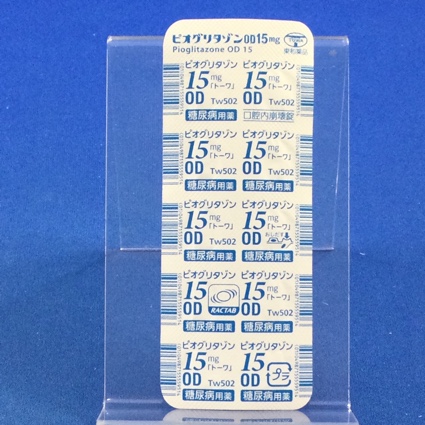 ピオグリタゾンOD15mg
Pioglitazone OD 15
東和薬品
ピオグリタゾン ピオグリタゾン
15mg「トーワ」 15mg「トーワ」
OD Tw502 OD Tw502
糖尿病用薬 口腔内崩壊錠
ピオグリタゾン ピオグリタゾン
15mg「トーワ」 15mg「トーワ」
OD Tw502 OD Tw502
糖尿病用薬 糖尿病用薬
ピオグリタゾン ピオグリタゾン
15mg「トーワ」 15mg「トーワ」
OD Tw502 OD おしだす
糖尿病用薬 糖尿病用薬
ピオグリタゾン ピオグリタゾン
15 15mg「トーワ」
OD RACTAB OD Tw502
糖尿病用薬 糖尿病用薬
ピオグリタゾン ピオグリタゾン
15mg「トーワ」 15mg「トーワ」
OD Tw502 OD プラ
糖尿病用薬